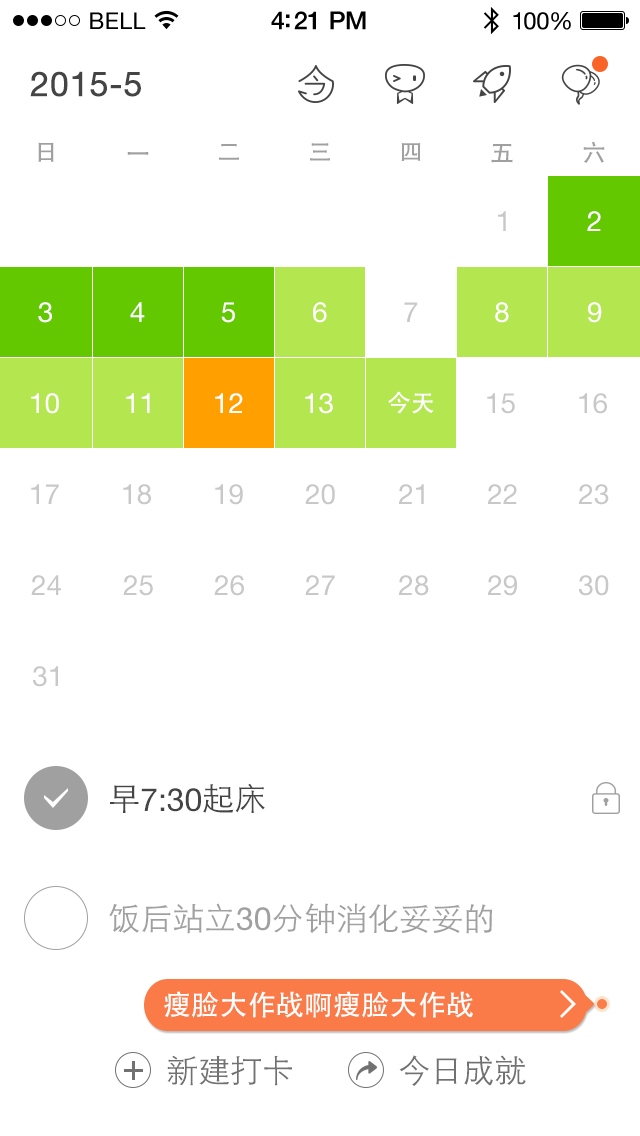 BELL 4:21 PM 100%
2015-5 今
日 一 二 三 四 五 六
1 2
3 4 5 6 7 8 9
10 11 12 13 今天 15 16
17 18 19 20 21 22 23
24 25 26 27 28 29 30
31
早7:30起床
饭后站立30分钟消化妥妥的
瘦脸大作战啊瘦脸大作战
新建打卡 今日成就